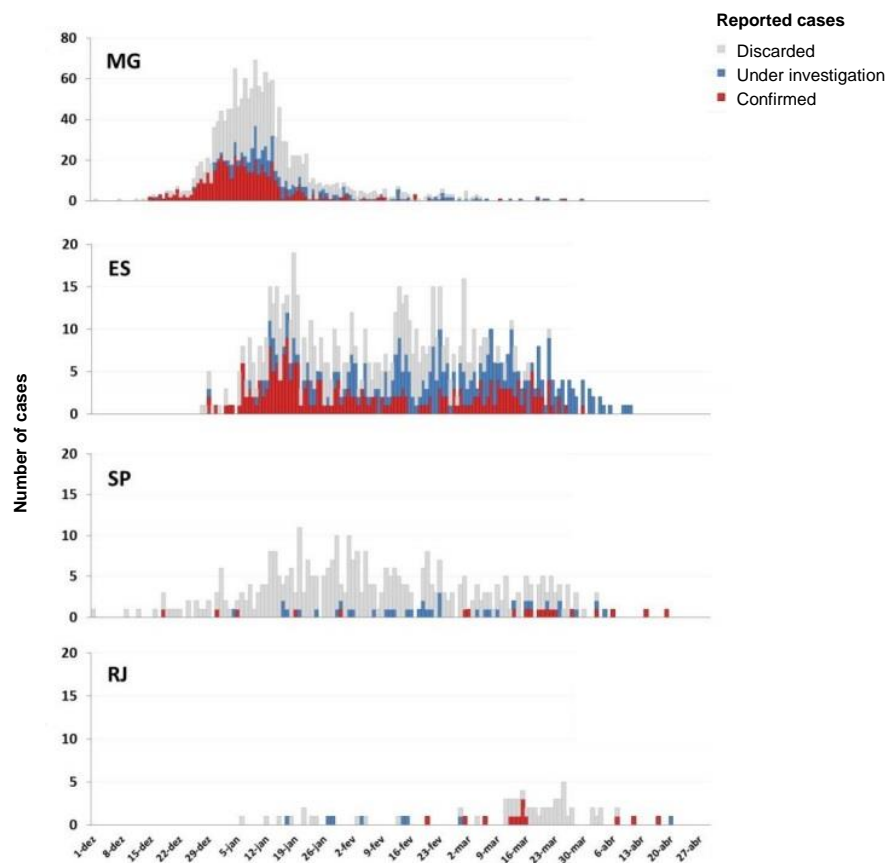 Reported cases
Discarded
Under investigation
Confirmed
Number of cases
MG
80
60
40
20
0
ES
20
15
10
5
0
SP
20
15
10
5
0
RJ
20
15
10
5
0
1-dez 8-dez 15-dez 22-dez 29-dez 5-jan 12-jan 19-jan 26-jan 2-fev 9-fev 16-fev 23-fev 2-mar 9-mar 16-mar 23-mar 30-mar 6-abr 13-abr 20-abr 27-abr